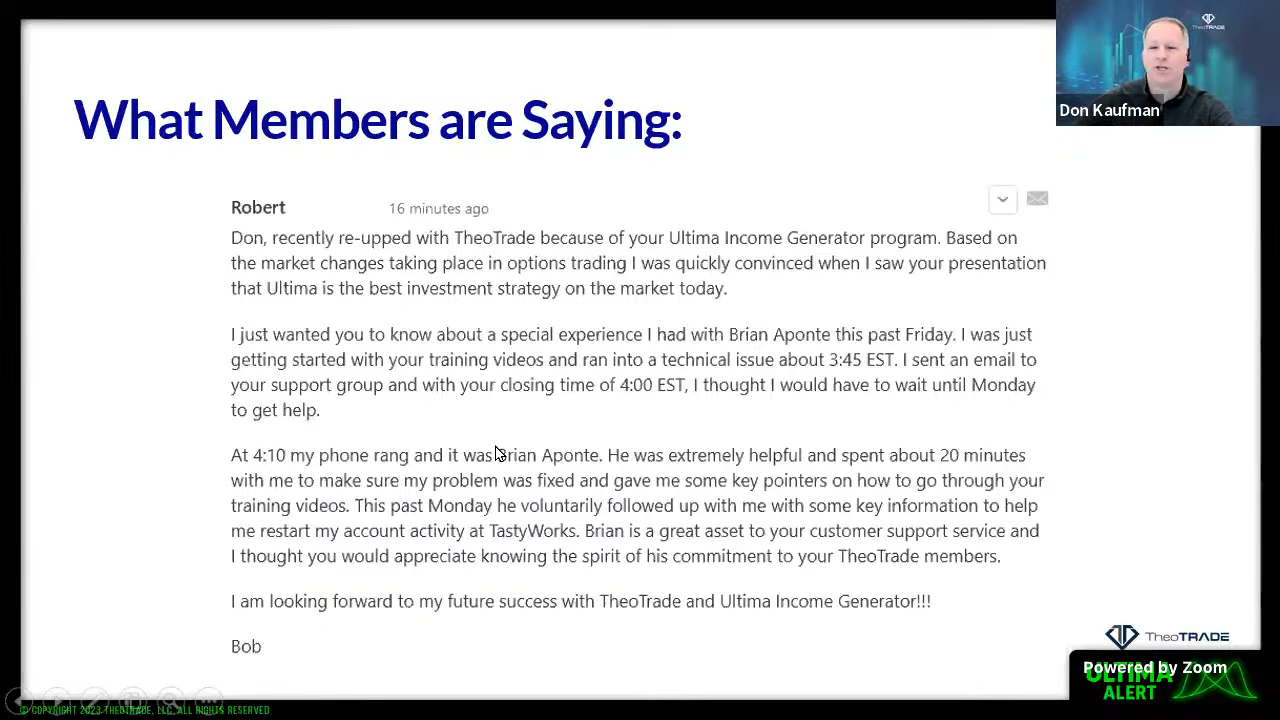 TheoTRADE
Don Kaufman
What Members are Saying:
Robert 16 minutes ago
Don, recently re-upped with TheoTrade because of your Ultima Income Generator program. Based on
the market changes taking place in options trading I was quickly convinced when I saw your presentation
that Ultima is the best investment strategy on the market today.
I just wanted you to know about a special experience I had with Brian Aponte this past Friday. I was just
getting started with your training videos and ran into a technical issue about 3:45 EST. I sent an email to
your support group and with your closing time of 4:00 EST, I thought I would have to wait until Monday
to get help.
At 4:10 my phone rang and it was Brian Aponte. He was extremely helpful and spent about 20 minutes
with me to make sure my problem was fixed and gave me some key pointers on how to go through your
training videos. This past Monday he voluntarily followed up with me with some key information to help
me restart my account activity at TastyWorks. Brian is a great asset to your customer support service and
I thought you would appreciate knowing the spirit of his commitment to your TheoTrade members.
I am looking forward to my future success with TheoTrade and Ultima Income Generator!!!
Bob
TheoTRADE
Powered by Zoom
ULTIMA
ALERT
© COPYRIGHT 2023 THEOTRADE, LLC. ALL RIGHTS RESERVED